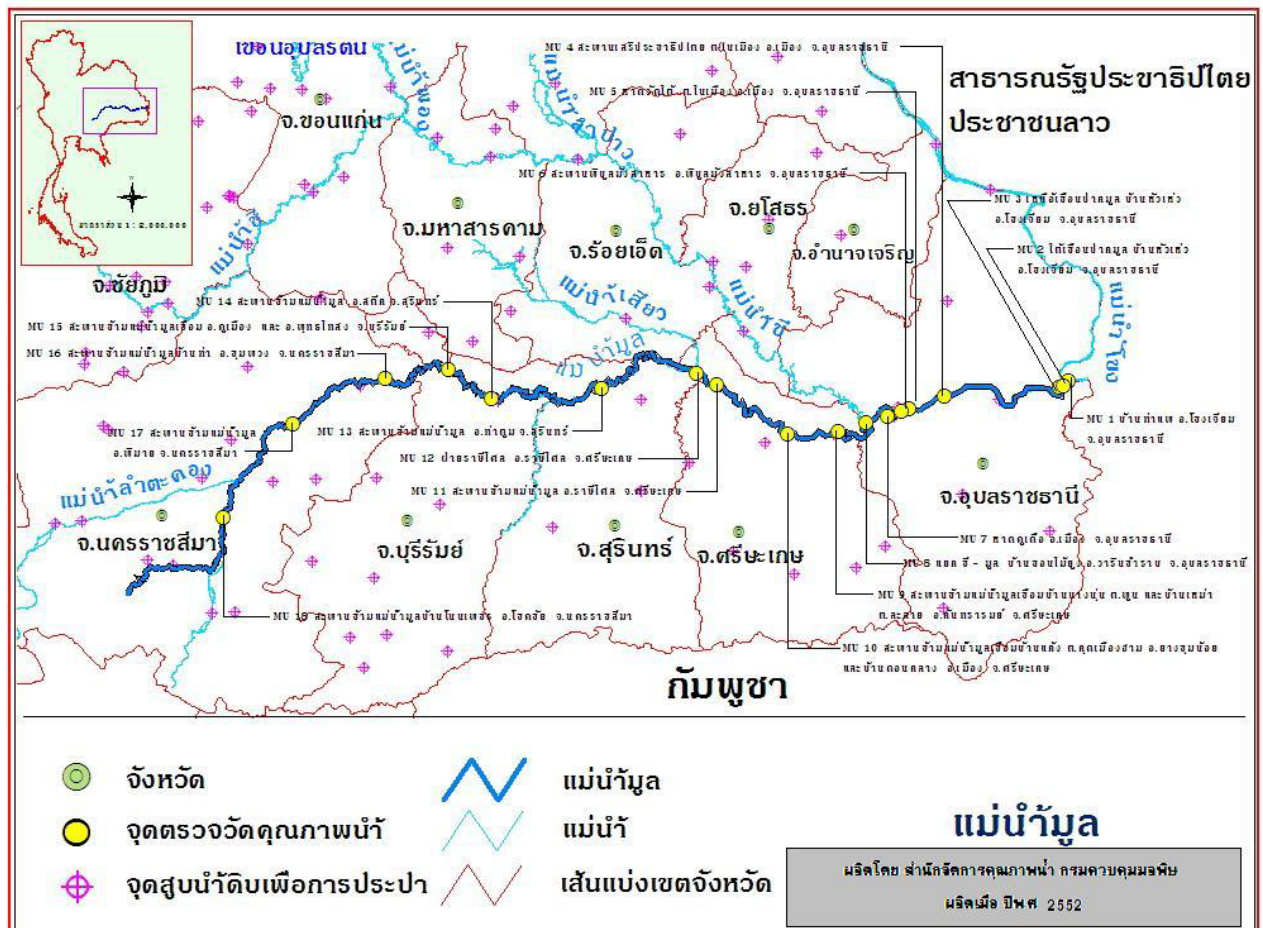 เขื่อนอุบลรัตน์
แม่น้ำพอง
MU 4 สะพานเสรีประชาธิปไตย ต.ในเมือง อ.เมือง จ.อุบลราชธานี
สาธารณรัฐประชาธิปไตย
ประชาชนลาว
MU 5 หาดวัดใต้ ต.ในเมือง อ.เมือง จ.อุบลราชธานี
จ.ขอนแก่น
แม่น้ำลำปาว
MU 6 สะพานพิบูลมังสาหาร อ.พิบูลมังสาหาร จ.อุบลราชธานี
MU 3 เหนือเขื่อนปากมูล บ้านหัวเห่ว
อ.โขงเจียม จ.อุบลราชธานี
จ.มหาสารคาม
จ.ร้อยเอ็ด
จ.ยโสธร
จ.อำนาจเจริญ
MU 2 ใต้เขื่อนปากมูล บ้านหัวเห่ว
อ.โขงเจียม จ.อุบลราชธานี
มาตราส่วน 1 : 2,000,000
แม่น้ำชี
จ.ชัยภูมิ
แม่น้ำเสียว
แม่น้ำชี
แม่น้ำโขง
MU 14 สะพานข้ามแม่น้ำมูล อ.สตึก จ.สุรินทร์
MU 15 สะพานข้ามแม่น้ำมูลเชื่อม อ.คูเมือง และ อ.พุทไธสง จ.บุรีรัมย์
MU 16 สะพานข้ามแม่น้ำมูลบ้านท่า อ.ชุมพวง จ.นครราชสีมา
แม่น้ำมูล
MU 1 บ้านท่าแพ อ.โขงเจียม
จ.อุบลราชธานี
MU 17 สะพานข้ามแม่น้ำมูล
อ.พิมาย จ.นครราชสีมา
MU 13 สะพานข้ามแม่น้ำมูล อ.ท่าตูม จ.สุรินทร์
MU 12 ฝายราษีไศล อ.ราษีไศล จ.ศรีษะเกษ
MU 11 สะพานข้ามแม่น้ำมูล อ.ราษีไศล จ.ศรีษะเกษ
แม่น้ำลำตะคอง
จ.อุบลราชธานี
จ.นครราชสีมา
จ.บุรีรัมย์
จ.สุรินทร์
จ.ศรีษะเกษ
MU 7 หาดคูเดื่อ อ.เมือง จ.อุบลราชธานี
MU 8 แยก ชี - มูล บ้านขอนไม้ยูง อ.วารินชำราบ จ.อุบลราชธานี
MU 9 สะพานข้ามแม่น้ำมูลเชื่อมบ้านนางนุ่น ต.หูน และบ้านเหม่า
ต.ละลาย อ.กันทรารมย์ จ.ศรีษะเกษ
MU 18 สะพานข้ามแม่น้ำมูลบ้านโนนเพชร อ.โชคชัย จ.นครราชสีมา
MU 10 สะพานข้ามแม่น้ำมูลเชื่อมบ้านแก้ง ต.คูดเมืองฮาม อ.ยางชุมน้อย
และบ้านดอนกลาง อ.เมือง จ.ศรีษะเกษ
กัมพูชา
จังหวัด
แม่น้ำมูล
จุดตรวจวัดคุณภาพน้ำ
แม่น้ำ
จุดสูบน้ำดิบเพื่อการประปา
เส้นแบ่งเขตจังหวัด
แม่น้ำมูล
ผลิตโดย สำนักจัดการคุณภาพน้ำ กรมควบคุมมลพิษ
ผลิตเมื่อ ปีพ.ศ 2552